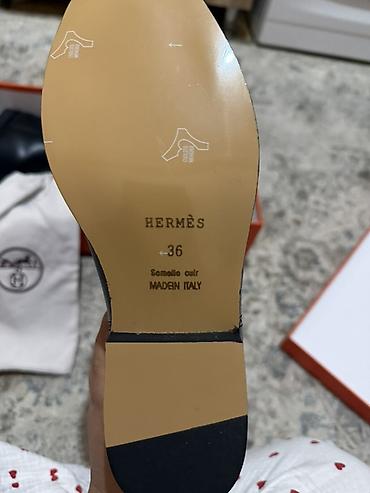 HERMÈS
36
Semelle cuir
MADEIN ITALY